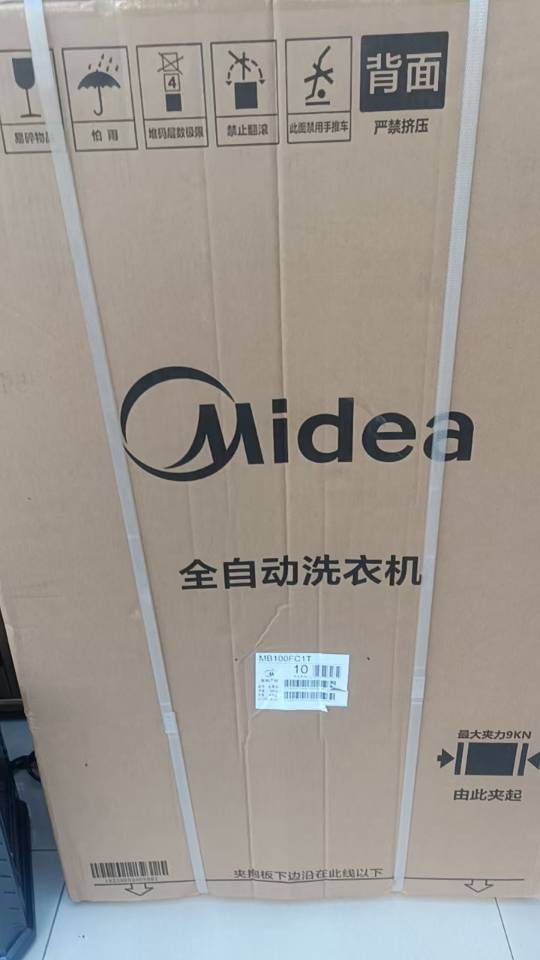 易碎物品
怕雨
4
堆码层数极限
禁止翻滚
此面禁用手推车
背面
严禁挤压
Midea
全自动洗衣机
MB100FC1T
10
最大夹力9KN
由此夹起
夹抱板下边沿在此线以下